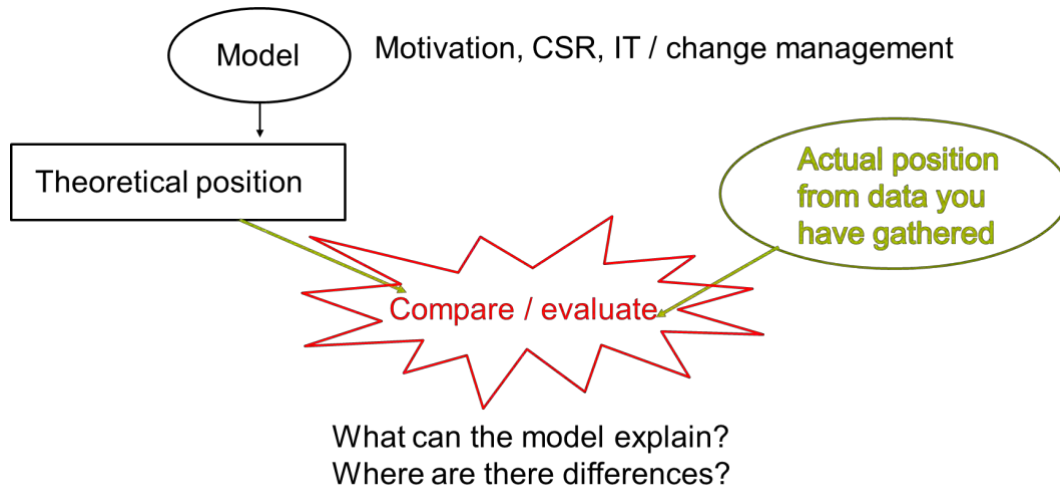 Model
Motivation, CSR, IT / change management
Theoretical position
Actual position
from data you
have gathered
Compare / evaluate
What can the model explain?
Where are there differences?